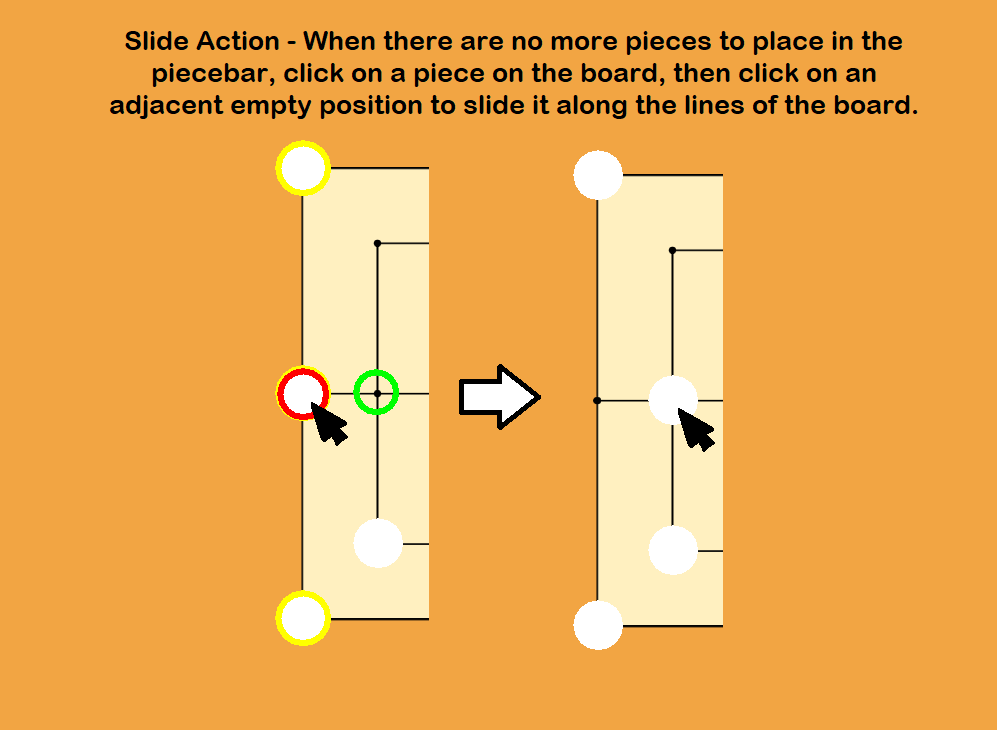 Slide Action - When there are no more pieces to place in the
piecebar, click on a piece on the board, then click on an
adjacent empty position to slide it along the lines of the board.